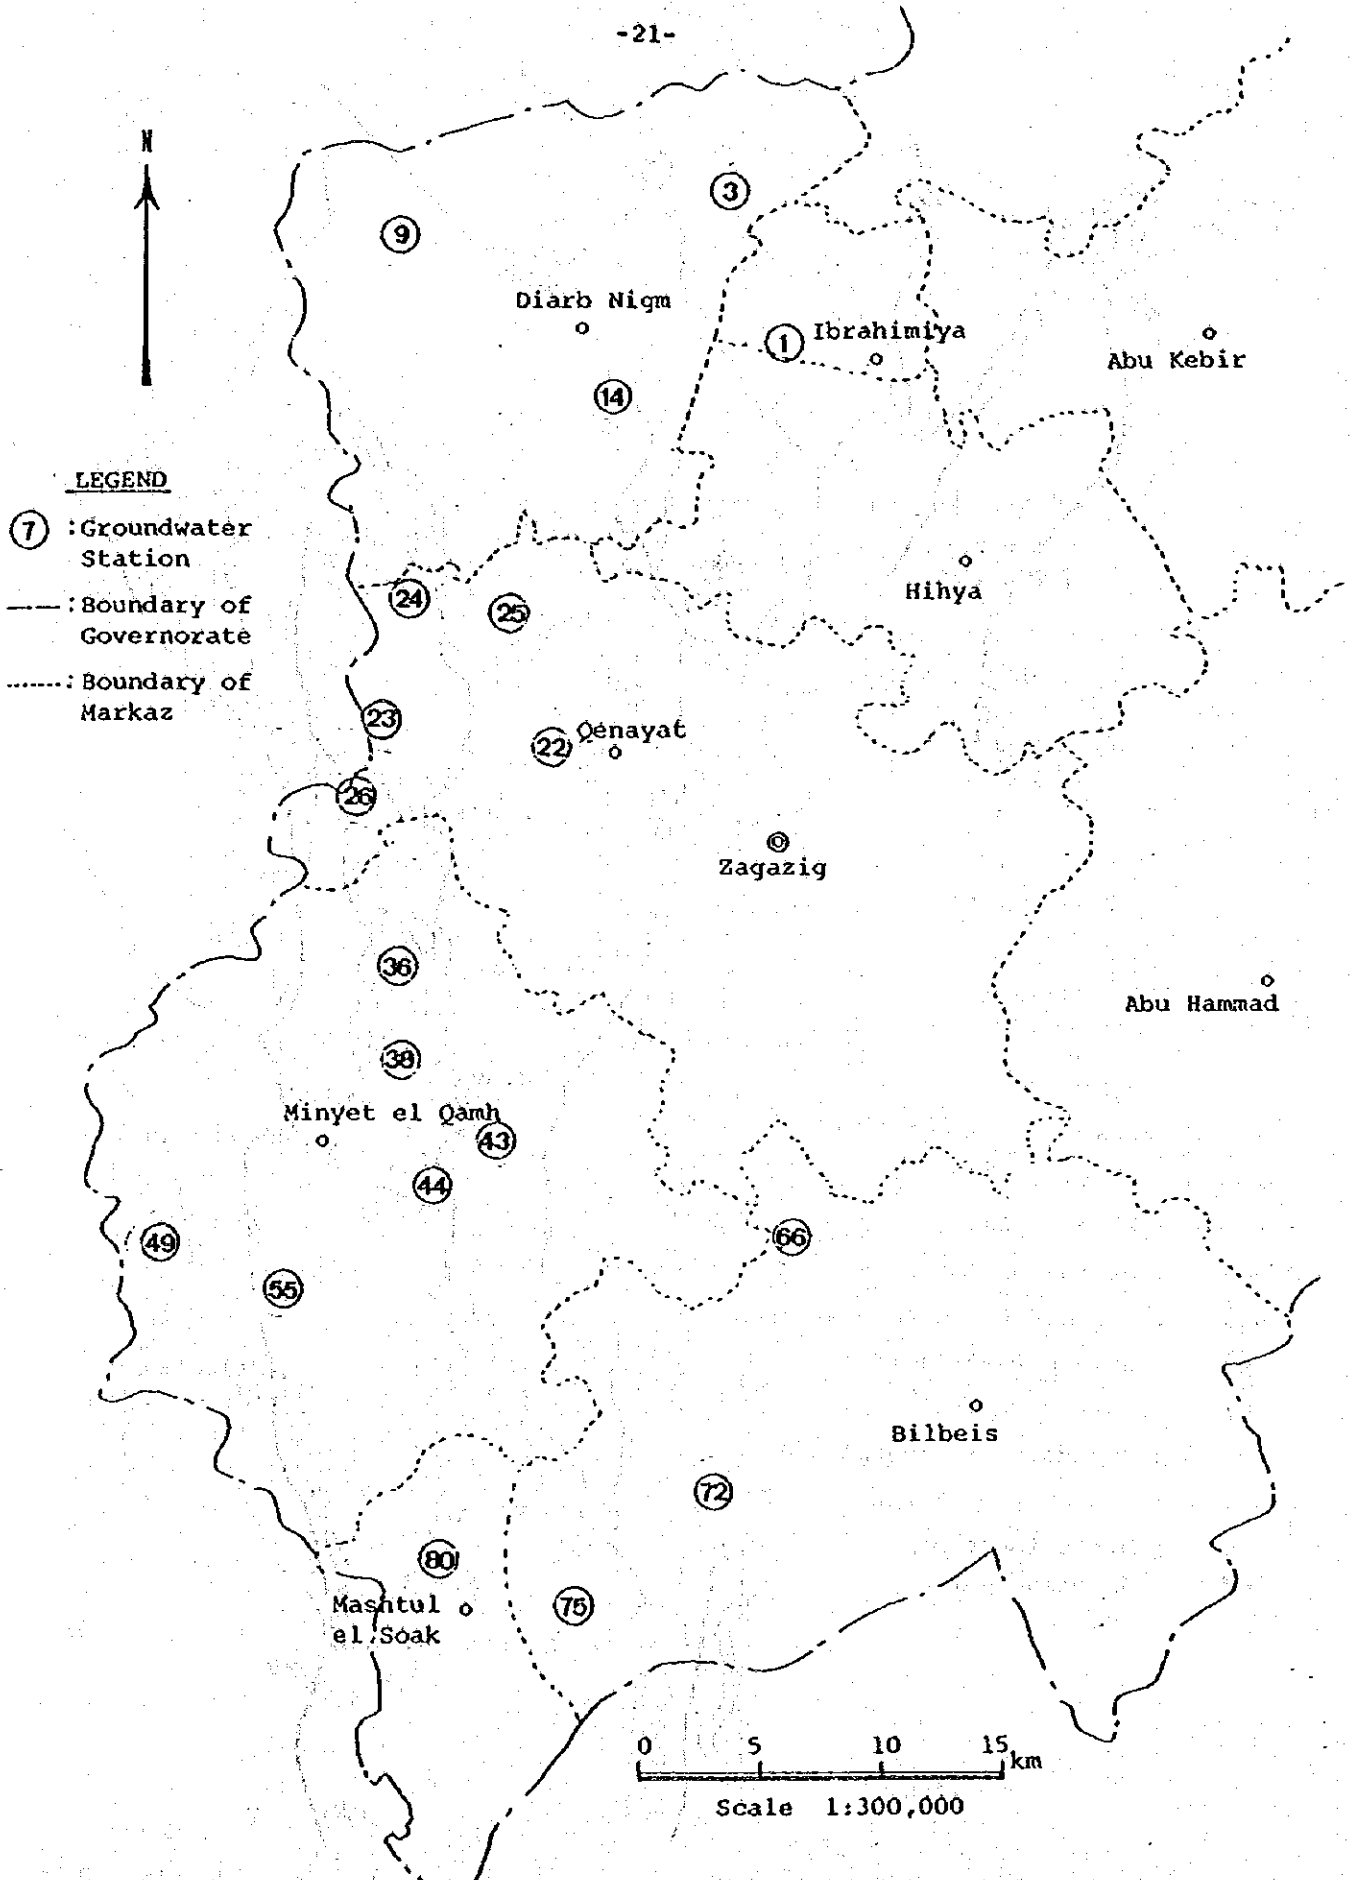 -21-
N
3
9
Diarb Nigm
1 Ibrahimiya
Abu Kebir
14
LEGEND
7 :Groundwater
Station
:Boundary of
Governorate
:Boundary of
Markaz
Hihya
24
25
23
22 Qenayat
26
Zagazig
36
Abu Hammad
38
Minyet el Qamh
43
44
49
66
55
Bilbeis
72
80
Mashtul
el Soak
75
0 5 10 15 km
Scale 1:300,000